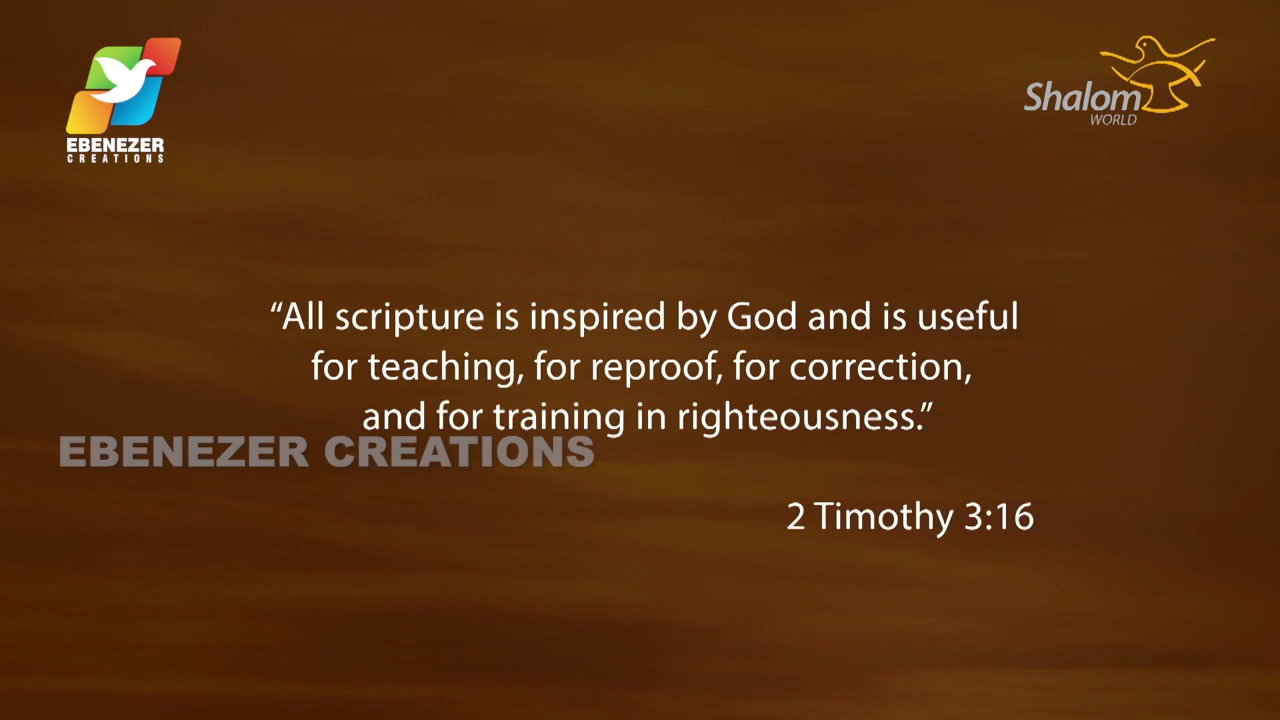 EBENEZER
CREATIONS
Shalom
WORLD
“All scripture is inspired by God and is useful
for teaching, for reproof, for correction,
and for training in righteousness.”
EBENEZER CREATIONS
2 Timothy 3:16